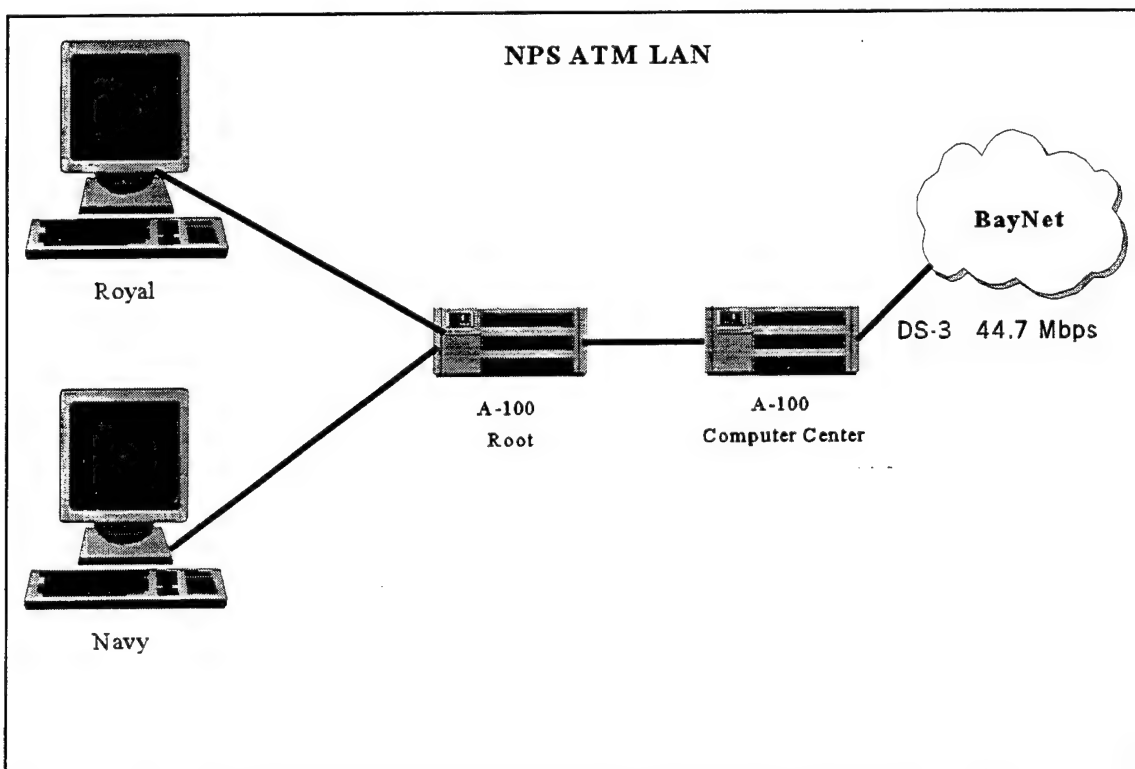 NPS ATM LAN
Royal
BayNet
DS-3 44.7 Mbps
A-100
Root
A-100
Computer Center
Navy